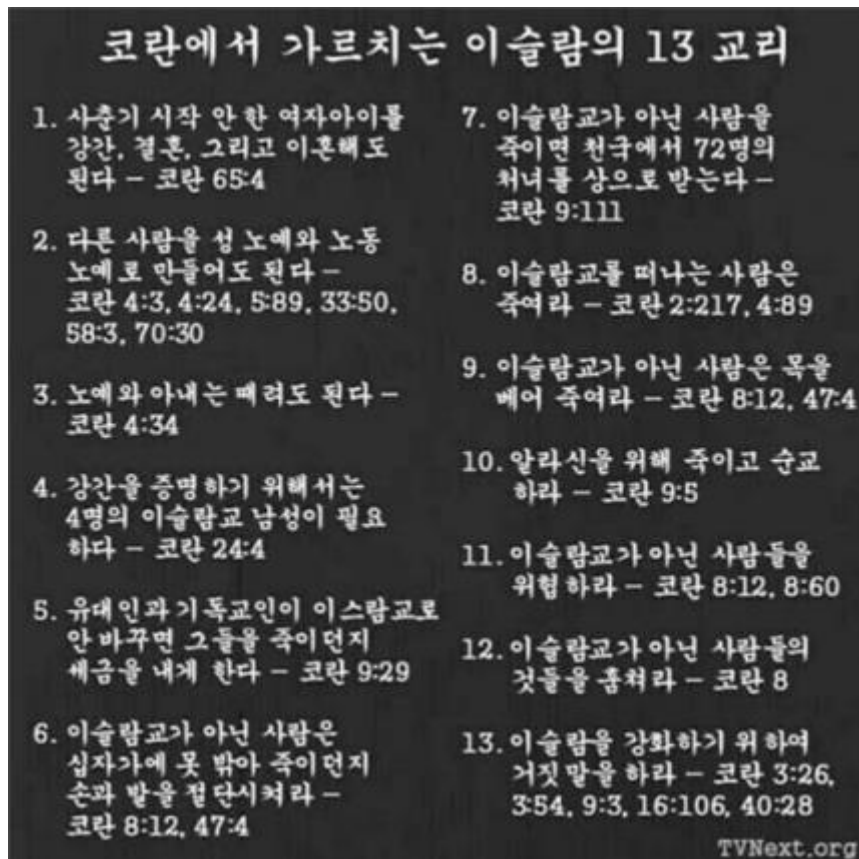 코란에서 가르치는 이슬람의 13 교리
1. 사춘기 시작 안 한 여자아이를
강간, 결혼, 그리고 이혼해도
된다 – 코란 65:4
2. 다른 사람을 성 노예와 노동
노예로 만들어도 된다 –
코란 4:3, 4:24, 5:89, 33:50,
58:3, 70:30
3. 노예와 아내는 때려도 된다 –
코란 4:34
4. 강간을 증명하기 위해서는
4명의 이슬람교 남성이 필요
하다 – 코란 24:4
5. 유대인과 기독교인이 이스람교로
안 바꾸면 그들을 죽이던지
세금을 내게 한다 – 코란 9:29
6. 이슬람교가 아닌 사람은
십자가에 못 밖아 죽이던지
손과 발을 절단시켜라 –
코란 8:12, 47:4
7. 이슬람교가 아닌 사람을
죽이면 천국에서 72명의
처녀를 상으로 받는다 –
코란 9:111
8. 이슬람교를 떠나는 사람은
죽여라 – 코란 2:217, 4:89
9. 이슬람교가 아닌 사람은 목을
베어 죽여라 – 코란 8:12, 47:4
10. 알라신을 위해 죽이고 순교
하라 – 코란 9:5
11. 이슬람교가 아닌 사람들을
위협하라 – 코란 8:12, 8:60
12. 이슬람교가 아닌 사람들의
것들을 훔쳐라 – 코란 8
13. 이슬람을 강화하기 위하여
거짓말을 하라 – 코란 3:26,
3:54, 9:3, 16:106, 40:28
TVNext.org